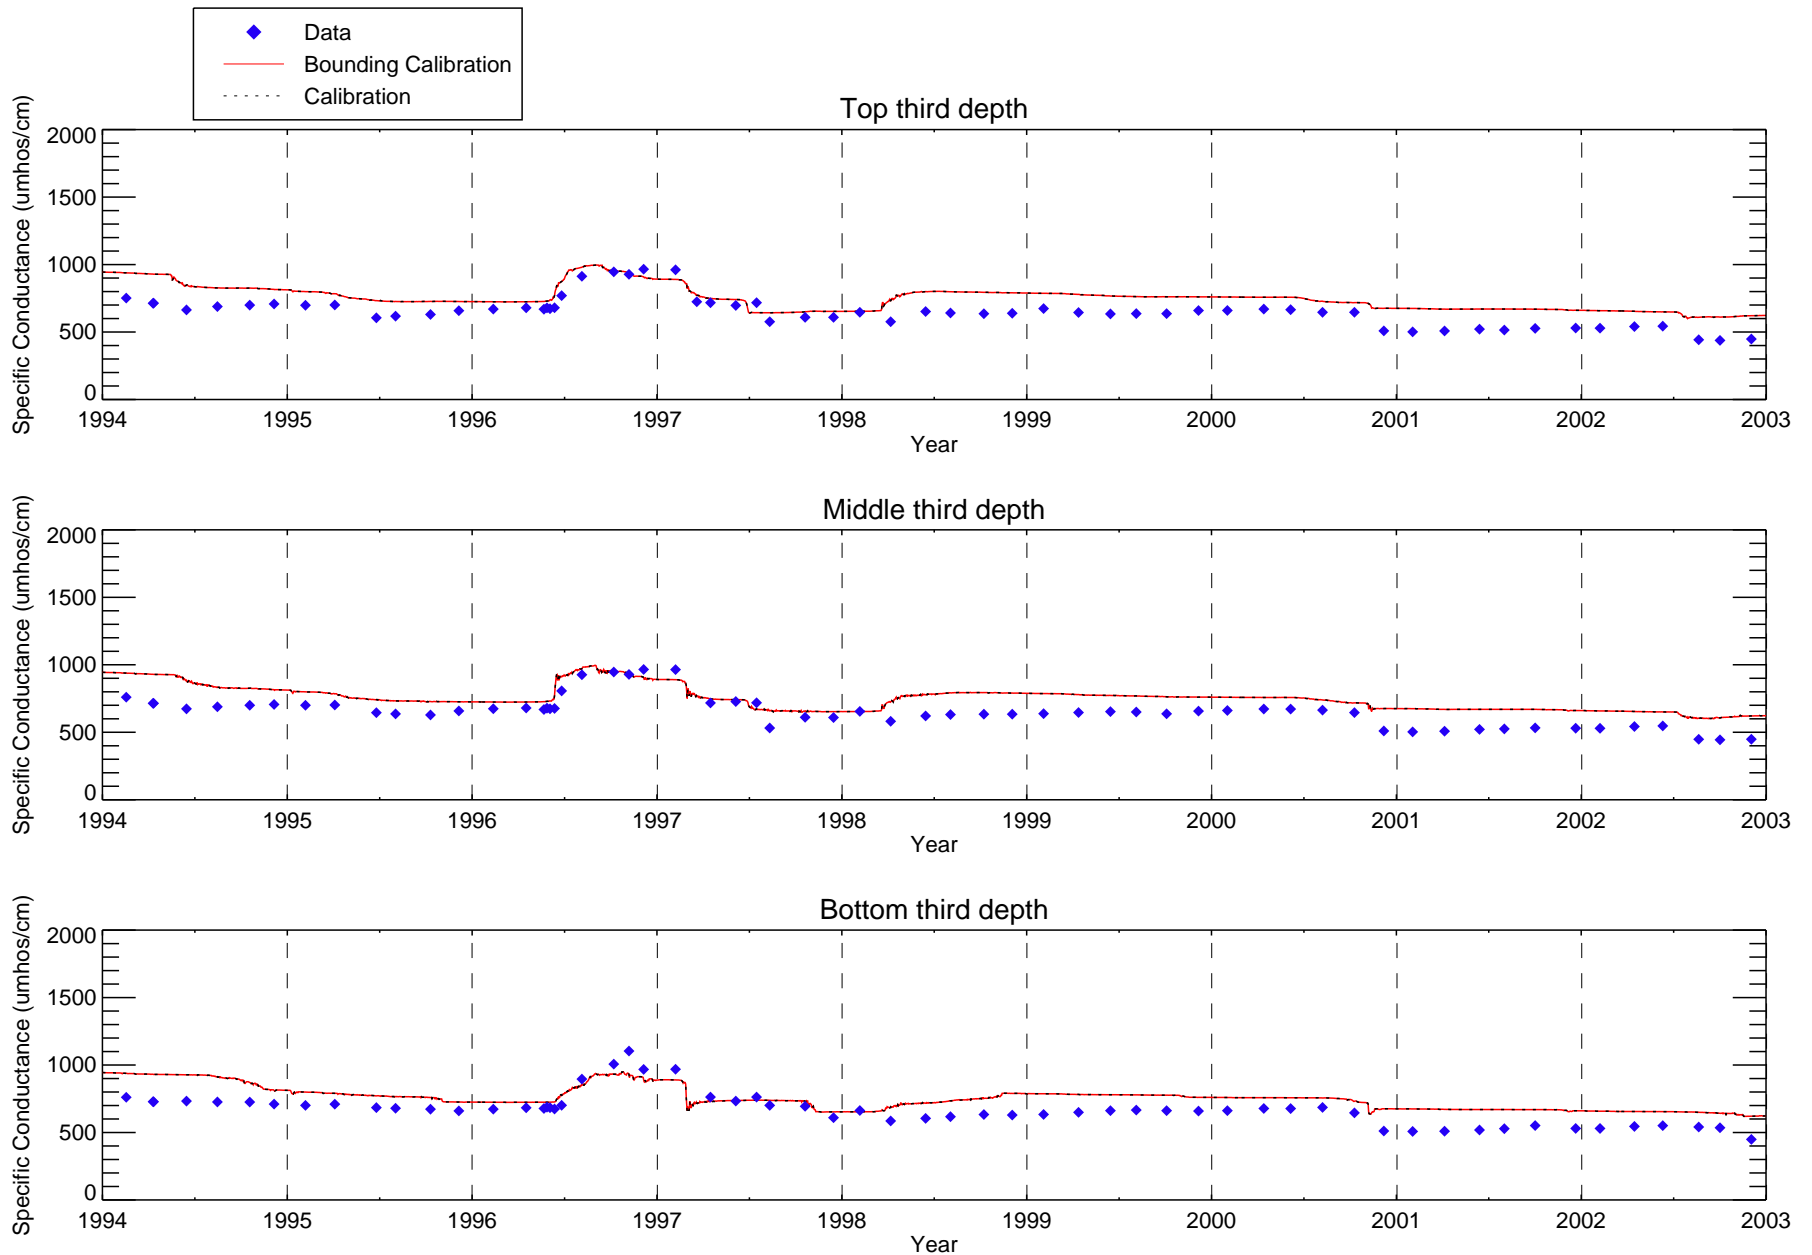 Data
Bounding Calibration
Calibration
Top third depth
Specific Conductance (umhos/cm)
2000
1500
1000
500
0
1994 1995 1996 1997 1998 1999 2000 2001 2002 2003
Year
Middle third depth
Specific Conductance (umhos/cm)
2000
1500
1000
500
0
1994 1995 1996 1997 1998 1999 2000 2001 2002 2003
Year
Bottom third depth
Specific Conductance (umhos/cm)
2000
1500
1000
500
0
1994 1995 1996 1997 1998 1999 2000 2001 2002 2003
Year